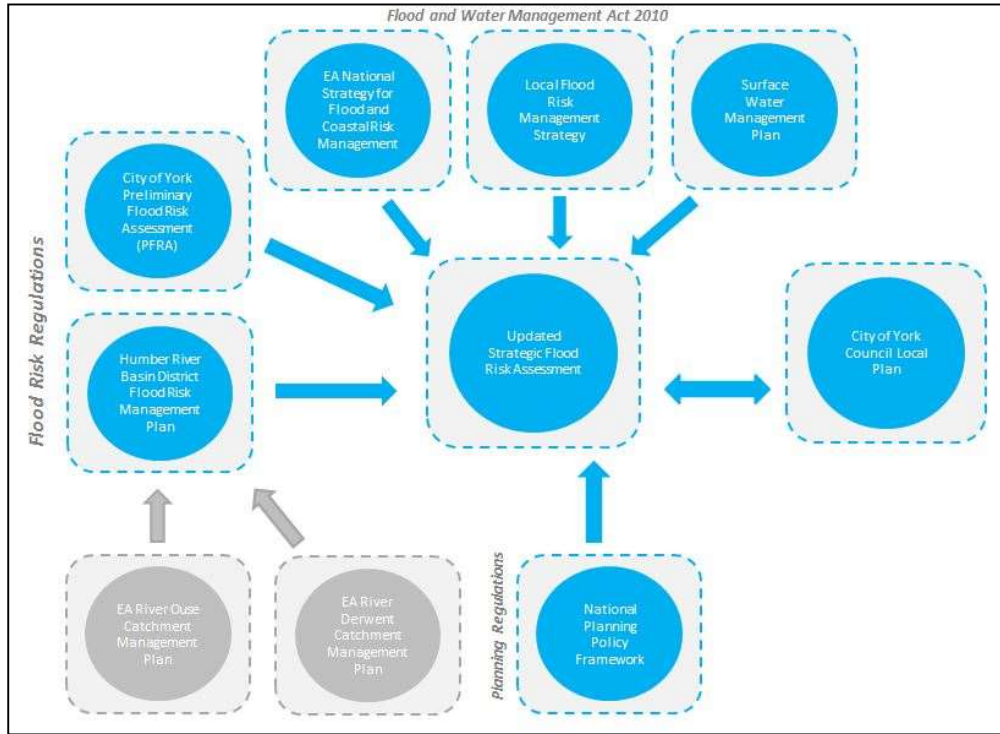 Flood and Water Management Act 2010
EA National
Strategy for
Flood and
Coastal Risk
Management
Local Flood
Risk
Management
Strategy
Surface
Water
Management
Plan
City of York
Preliminary
Flood Risk
Assessment
(PFRA)
Flood Risk Regulations
Humber River
Basin District
Flood Risk
Management
Plan
Updated
Strategic Flood
Risk Assessment
City of York
Council Local
Plan
EA River Ouse
Catchment
Management
Plan
EA River
Derwent
Catchment
Management
Plan
Planning Regulations
National
Planning
Policy
Framework